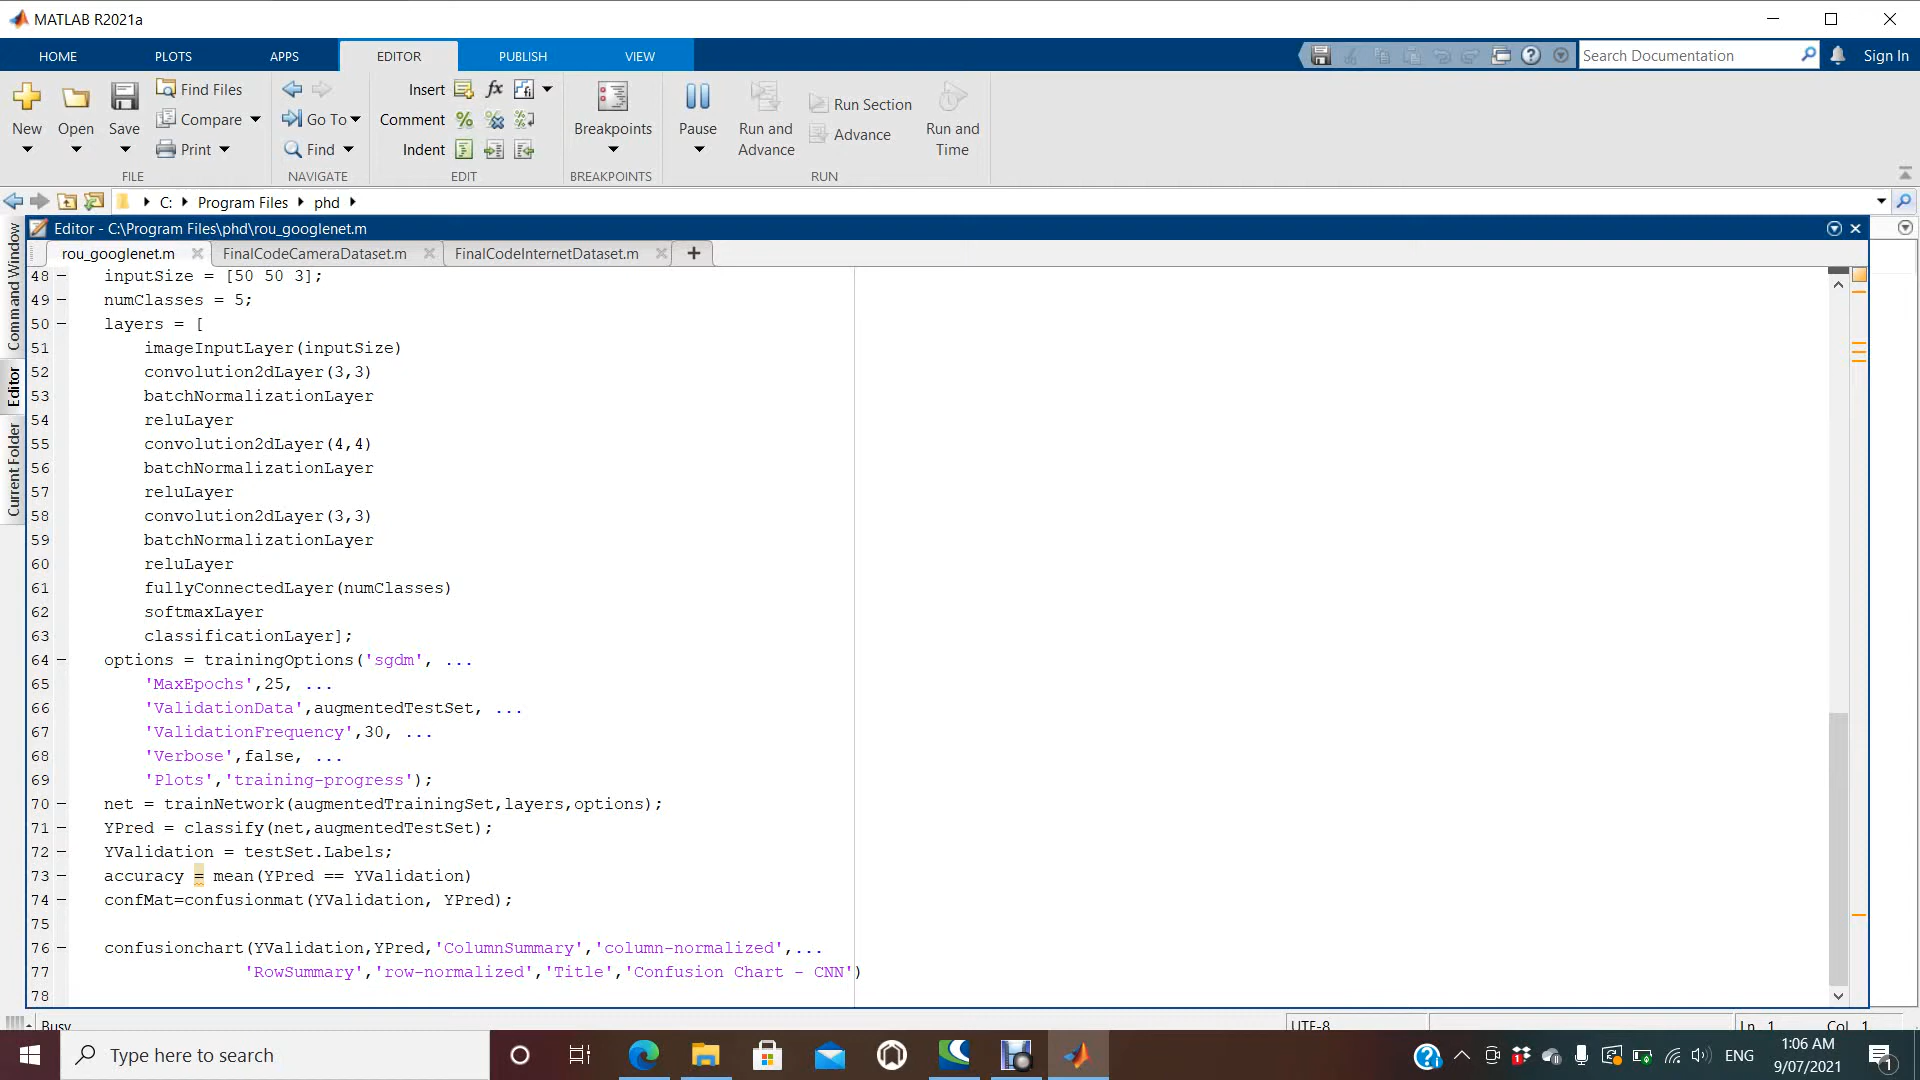 MATLAB R2021a
HOME PLOTS APPS EDITOR PUBLISH VIEW Search Documentation Sign In
New Open Save Find Files Compare Print
Go To Find
Insert fx
Comment
Indent
Breakpoints
Pause Run and Advance Run Section Advance Run and Time
FILE NAVIGATE EDIT BREAKPOINTS RUN
C: Program Files phd
Editor - C:\Program Files\phd\rou_googlenet.m
rou_googlenet.m FinalCodeCameraDataset.m FinalCodeInternetDataset.m
Command Window
Editor
Current Folder
48 – inputSize = [50 50 3];
49 – numClasses = 5;
50 – layers = [
51 imageInputLayer(inputSize)
52 convolution2dLayer(3,3)
53 batchNormalizationLayer
54 reluLayer
55 convolution2dLayer(4,4)
56 batchNormalizationLayer
57 reluLayer
58 convolution2dLayer(3,3)
59 batchNormalizationLayer
60 reluLayer
61 fullyConnectedLayer(numClasses)
62 softmaxLayer
63 classificationLayer];
64 – options = trainingOptions('sgdm', ...
65 'MaxEpochs',25, ...
66 'ValidationData',augmentedTestSet, ...
67 'ValidationFrequency',30, ...
68 'Verbose',false, ...
69 'Plots','training-progress');
70 – net = trainNetwork(augmentedTrainingSet,layers,options);
71 – YPred = classify(net,augmentedTestSet);
72 – YValidation = testSet.Labels;
73 – accuracy = mean(YPred == YValidation)
74 – confMat=confusionmat(YValidation, YPred);
75
76 – confusionchart(YValidation,YPred,'ColumnSummary','column-normalized',...
77 'RowSummary','row-normalized','Title','Confusion Chart - CNN')
78
Busy UTF-8 Ln 1 Col 1
Type here to search ENG 1:06 AM
9/07/2021
1